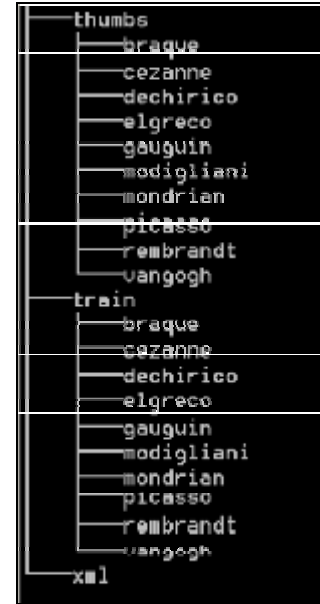 thumbs
braque
cezanne
dechirico
elgreco
gauguin
modigliani
mondrian
picasso
rembrandt
vangogh
train
braque
cezanne
dechirico
elgreco
gauguin
modigliani
mondrian
picasso
rembrandt
vangogh
xml